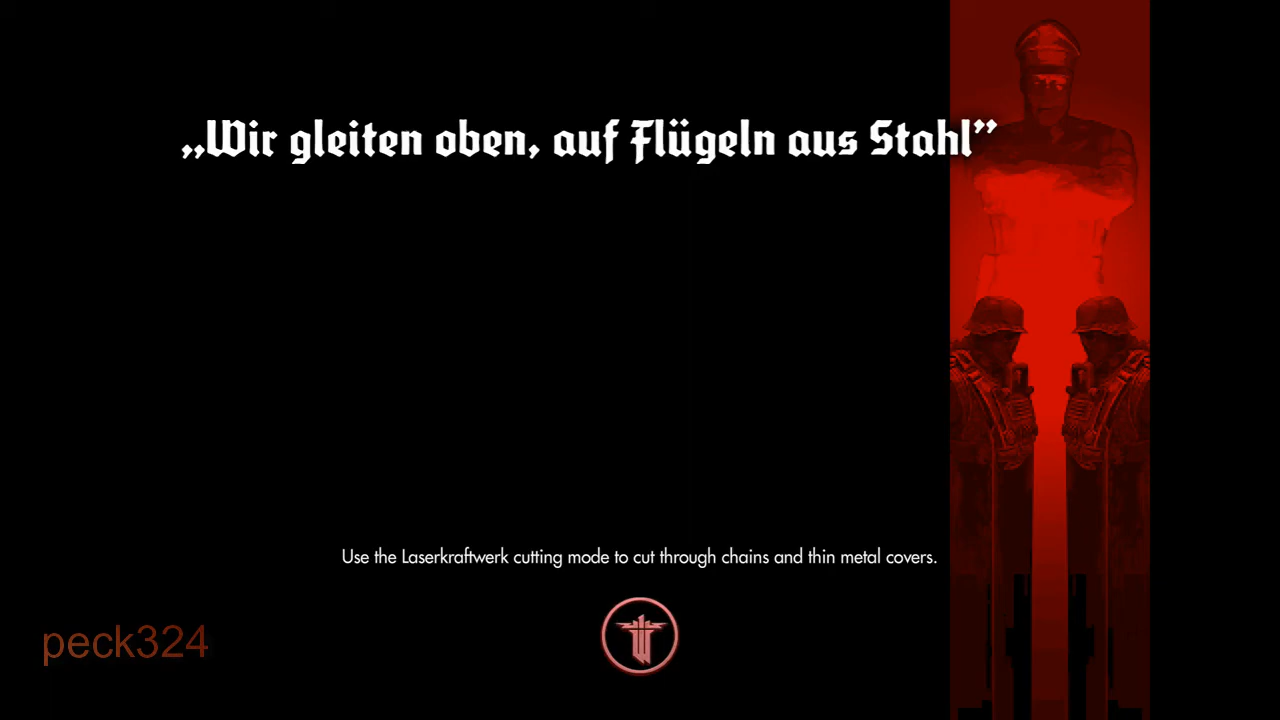 „Wir gleiten oben, auf Flügeln aus Stahl”
Use the Laserkraftwerk cutting mode to cut through chains and thin metal covers.
peck324